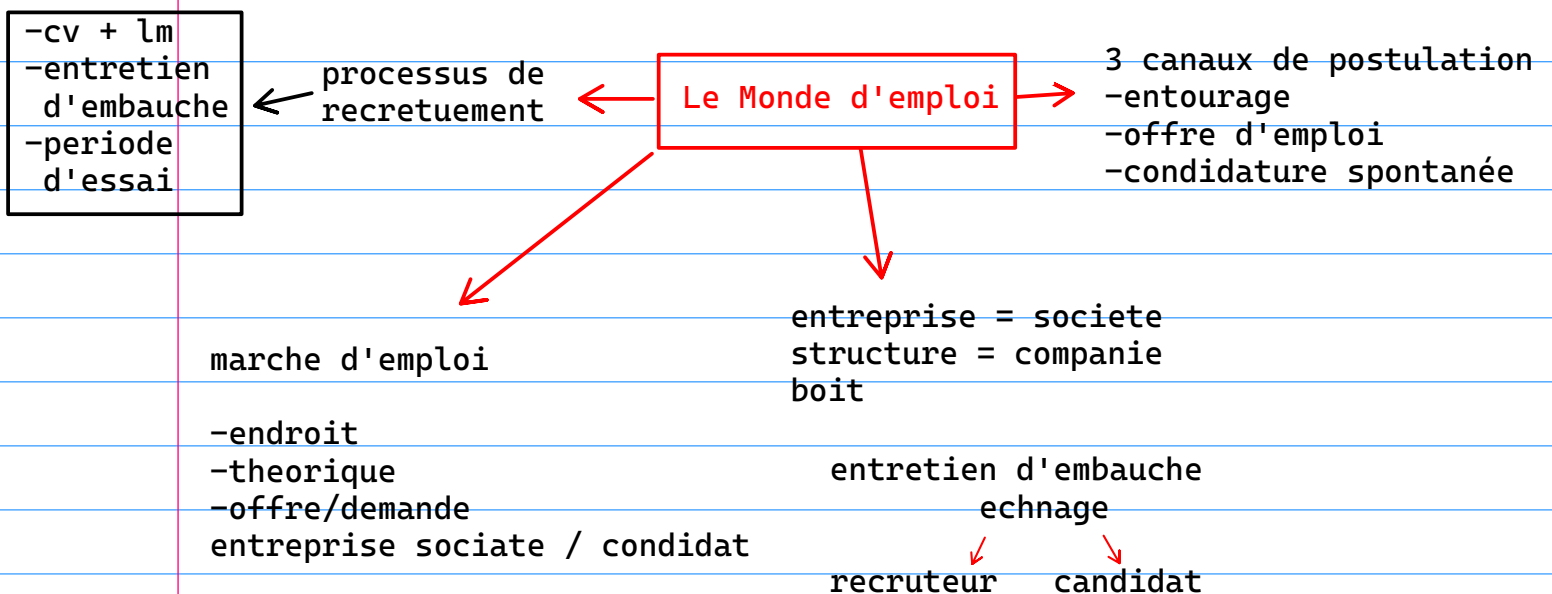 -cv + lm
-entretien
d'embauche
-periode
d'essai
processus de
recretuement
Le Monde d'emploi
3 canaux de postulation
-entourage
-offre d'emploi
-condidature spontanée
marche d'emploi
-endroit
-theorique
-offre/demande
entreprise sociate / condidat
entreprise = societe
structure = companie
boit
entretien d'embauche
echnage
recruteur candidat